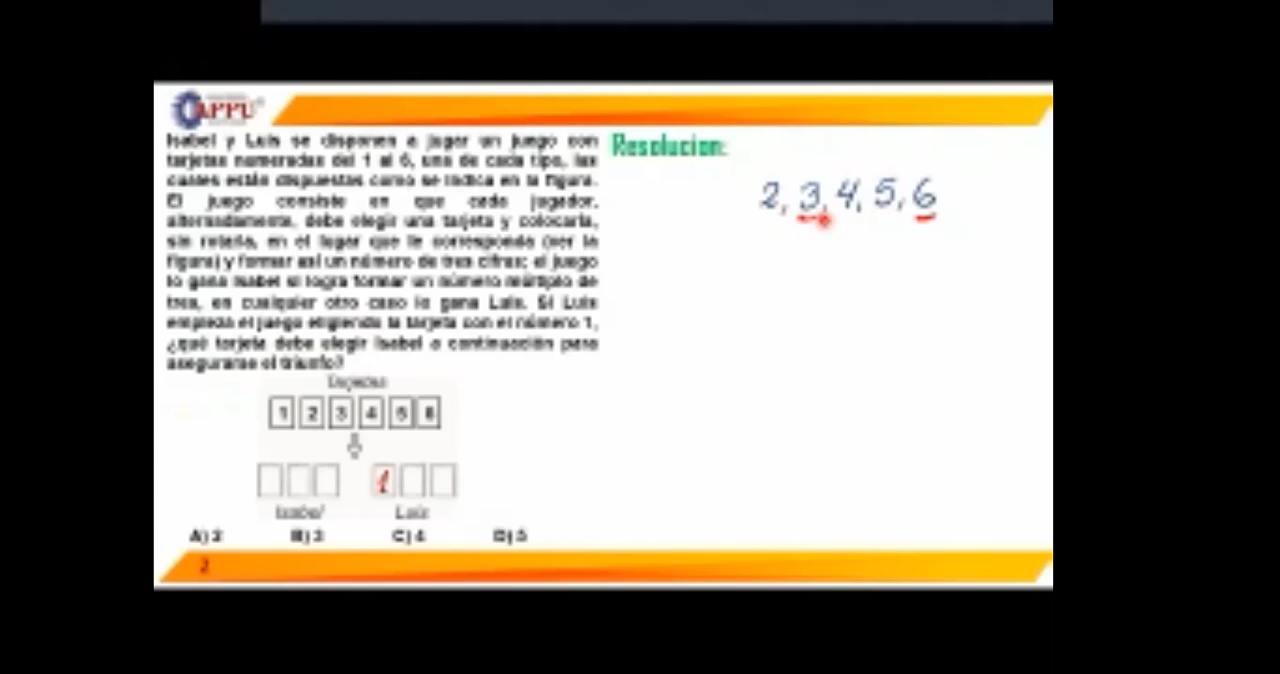 APPU
Isabel y Luis se disponen a jugar un juego con
tarjetas numeradas del 1 al 6, una de cada tipo, las
cuales están dispuestas como se indica en la figura.
El juego consiste en que cada jugador,
alternadamente, debe elegir una tarjeta y colocarla,
sin rotarla, en el lugar que le corresponda (ver la
figura) y formar así un número de tres cifras; el juego
lo gana Isabel si logra formar un número múltiplo de
tres, en cualquier otro caso lo gana Luis. Si Luis
empieza el juego eligiendo la tarjeta con el número 1,
¿qué tarjeta debe elegir Isabel a continuación para
asegurarse el triunfo?
Resolucion:
2, 3, 4, 5, 6
Tarjetas
1 2 3 4 5 6
1
Isabel Luis
A) 2 B) 3 C) 4 D) 5
2